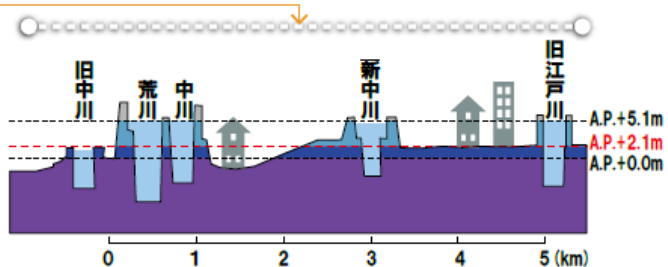 旧中川
荒川
中川
新中川
旧江戸川
A.P.+5.1m
A.P.+2.1m
A.P.+0.0m
0 1 2 3 4 5 (km)